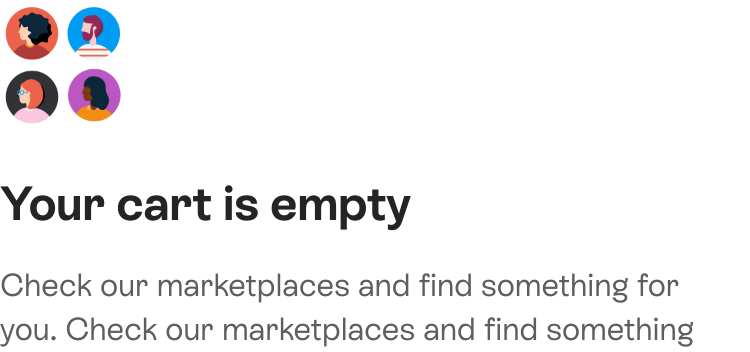 Your cart is empty
Check our marketplaces and find something for
you. Check our marketplaces and find something